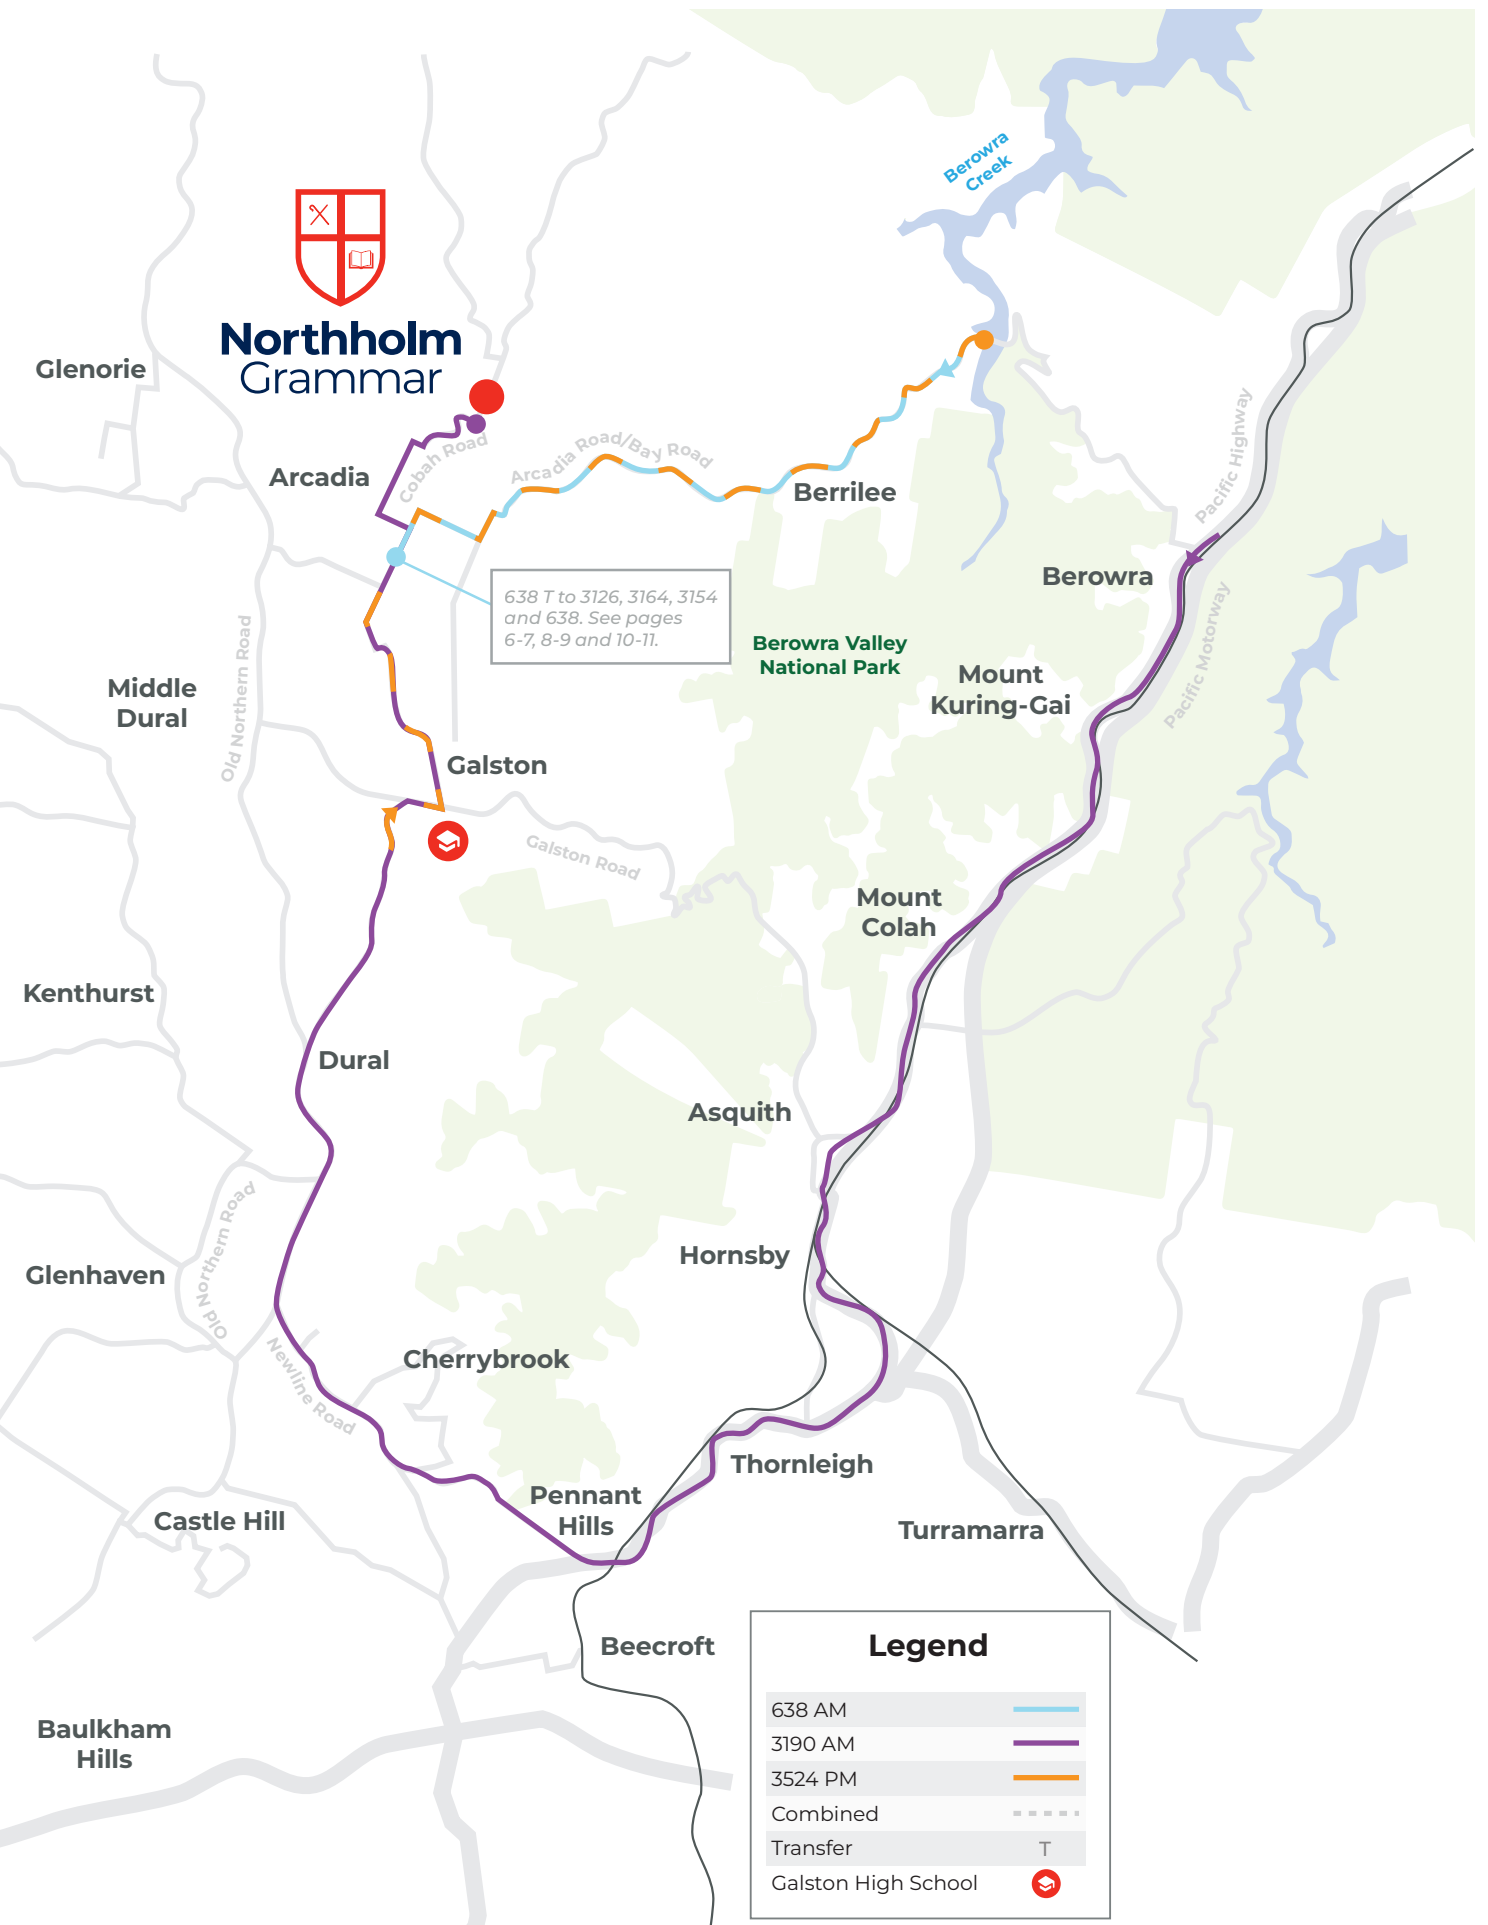 Berowra
Creek
Northholm
Grammar
Glenorie
Arcadia
Cobah Road
Arcadia Road/Bay Road
Berrilee
Pacific Highway
Berowra
638 T to 3126, 3164, 3154
and 638. See pages
6-7, 8-9 and 10-11.
Berowra Valley
National Park
Pacific Motorway
Middle
Dural
Old Northern Road
Mount
Kuring-Gai
Galston
Galston Road
Mount
Colah
Kenthurst
Dural
Asquith
Old Northern Road
Hornsby
Glenhaven
Newline Road
Cherrybrook
Thornleigh
Pennant
Hills
Castle Hill
Turramarra
Beecroft
Baulkham
Hills
Legend
638 AM
3190 AM
3524 PM
Combined
Transfer T
Galston High School